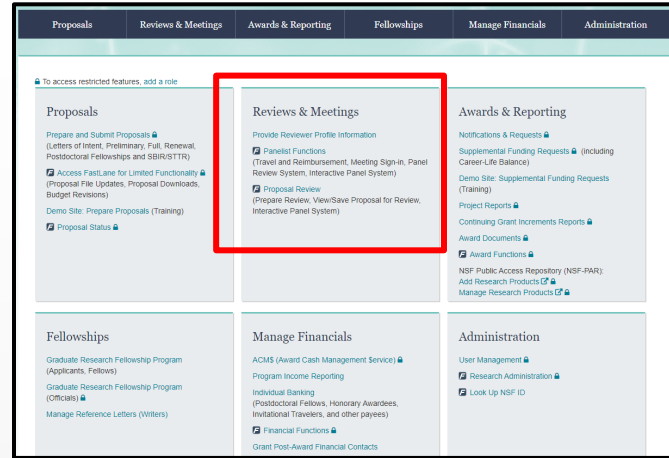 Proposals
Reviews & Meetings
Awards & Reporting
Fellowships
Manage Financials
Administration
To access restricted features, add a role
Proposals
Prepare and Submit Proposals
(Letters of Intent, Preliminary, Full, Renewal,
Postdoctoral Fellowships and SBIR/STTR)
Access FastLane for Limited Functionality
(Proposal File Updates, Proposal Downloads,
Budget Revisions)
Demo Site: Prepare Proposals (Training)
Proposal Status
Reviews & Meetings
Provide Reviewer Profile Information
Panelist Functions
(Travel and Reimbursement, Meeting Sign-in, Panel
Review System, Interactive Panel System)
Proposal Review
(Prepare Review, View/Save Proposal for Review,
Interactive Panel System)
Awards & Reporting
Notifications & Requests
Supplemental Funding Requests (including
Career-Life Balance)
Demo Site: Supplemental Funding Requests
(Training)
Project Reports
Continuing Grant Increments Reports
Award Documents
Award Functions
NSF Public Access Repository (NSF-PAR):
Add Research Products
Manage Research Products
Fellowships
Graduate Research Fellowship Program
(Applicants, Fellows)
Graduate Research Fellowship Program
(Officials)
Manage Reference Letters (Writers)
Manage Financials
ACM$ (Award Cash Management $ervice)
Program Income Reporting
Individual Banking
(Postdoctoral Fellows, Honorary Awardees,
Invitational Travelers, and other payees)
Financial Functions
Grant Post-Award Financial Contacts
Administration
User Management
Research Administration
Look Up NSF ID